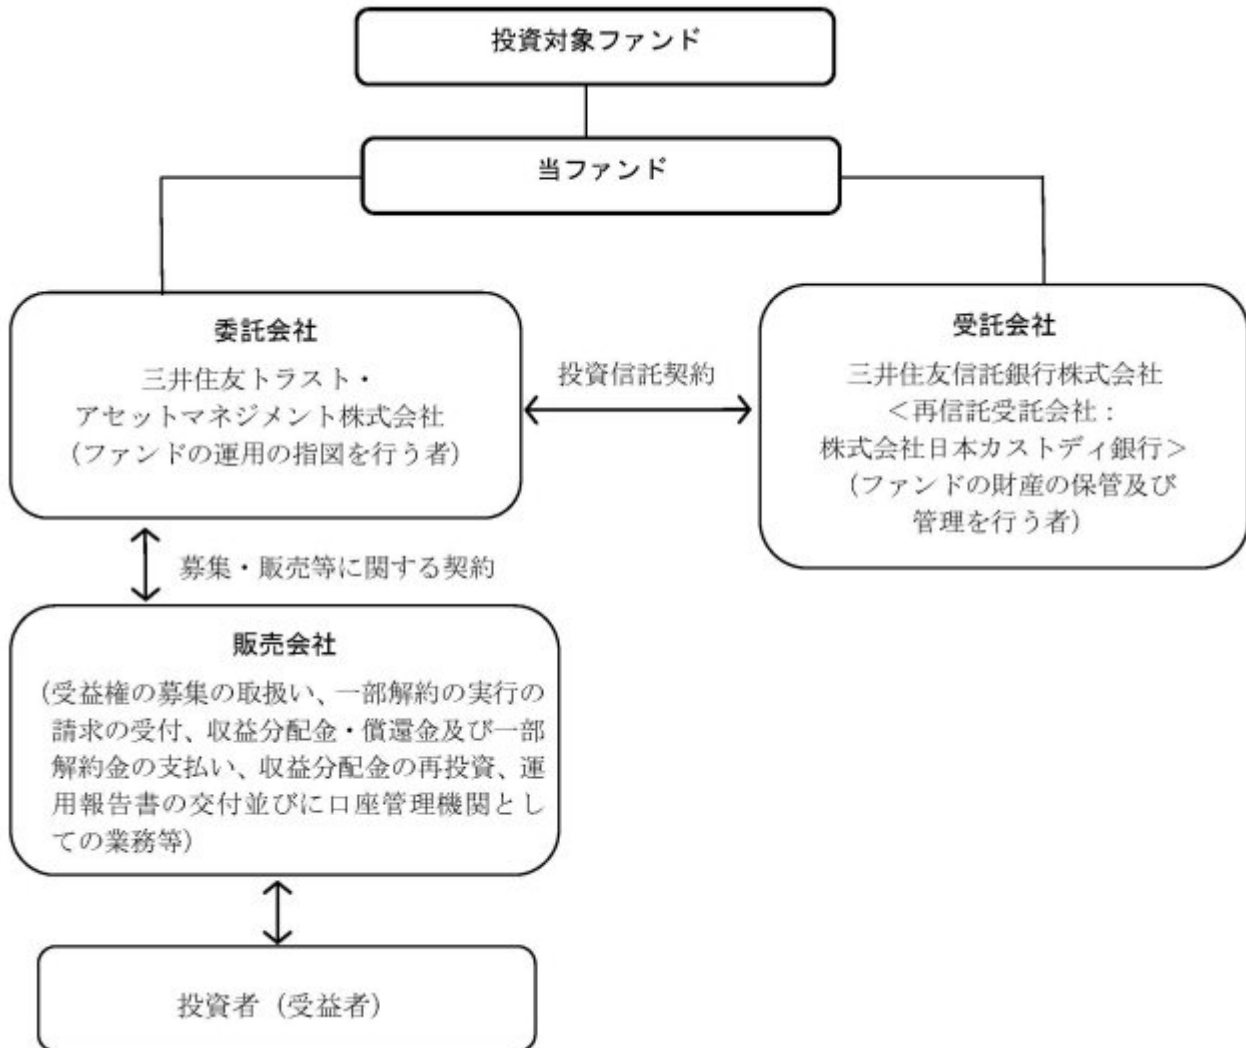 投資対象ファンド
当ファンド
委託会社
三井住友トラスト・
アセットマネジメント株式会社
(ファンドの運用の指図を行う者)
投資信託契約
受託会社
三井住友信託銀行株式会社
＜再信託受託会社：
株式会社日本カストディ銀行＞
(ファンドの財産の保管及び
管理を行う者)
募集・販売等に関する契約
販売会社
(受益権の募集の取扱い、一部解約の実行の
請求の受付、収益分配金・償還金及び一部
解約金の支払い、収益分配金の再投資、運
用報告書の交付並びに口座管理機関とし
ての業務等)
投資者（受益者）